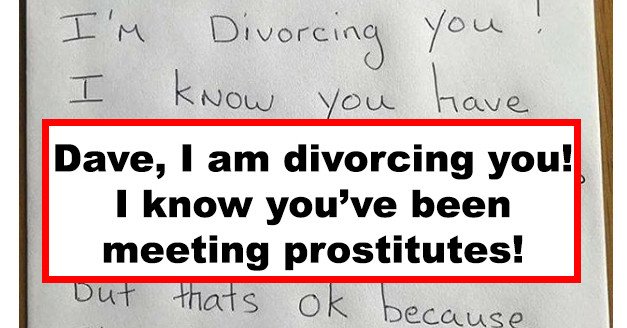 I'm Divorcing you!
I know you have
Dave, I am divorcing you!
I know you’ve been
meeting prostitutes!
but thats ok because